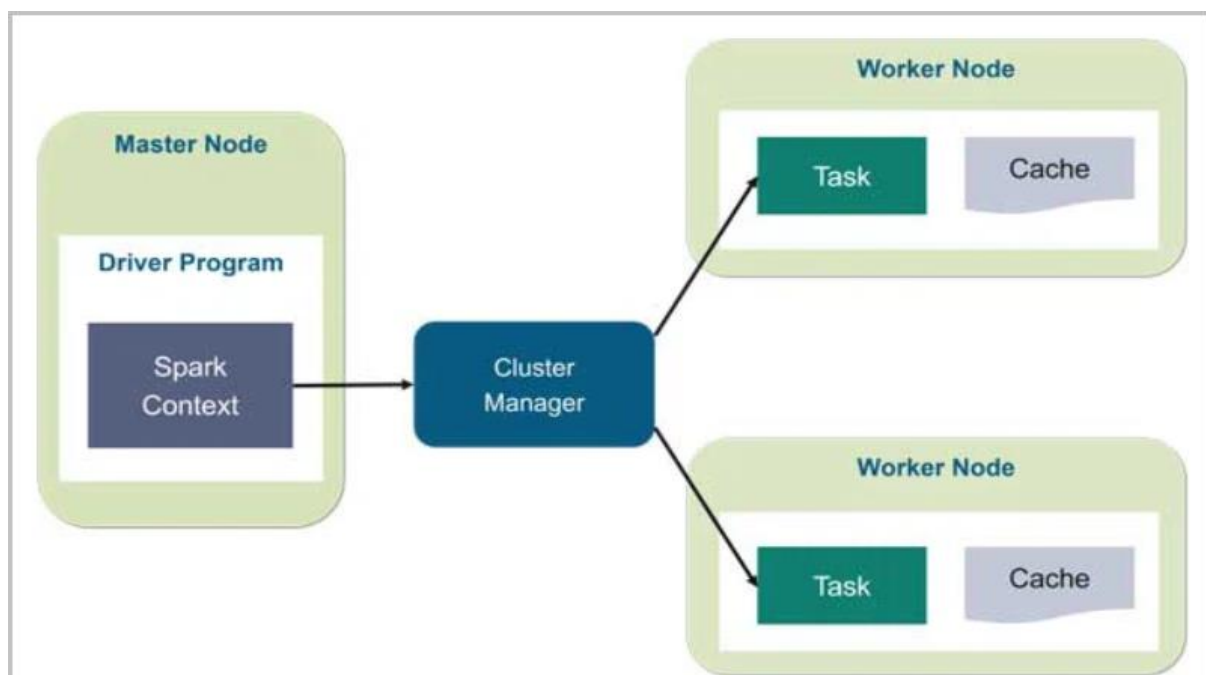 Master Node
Driver Program
Spark
Context
Cluster
Manager
Worker Node
Task
Cache
Worker Node
Task
Cache